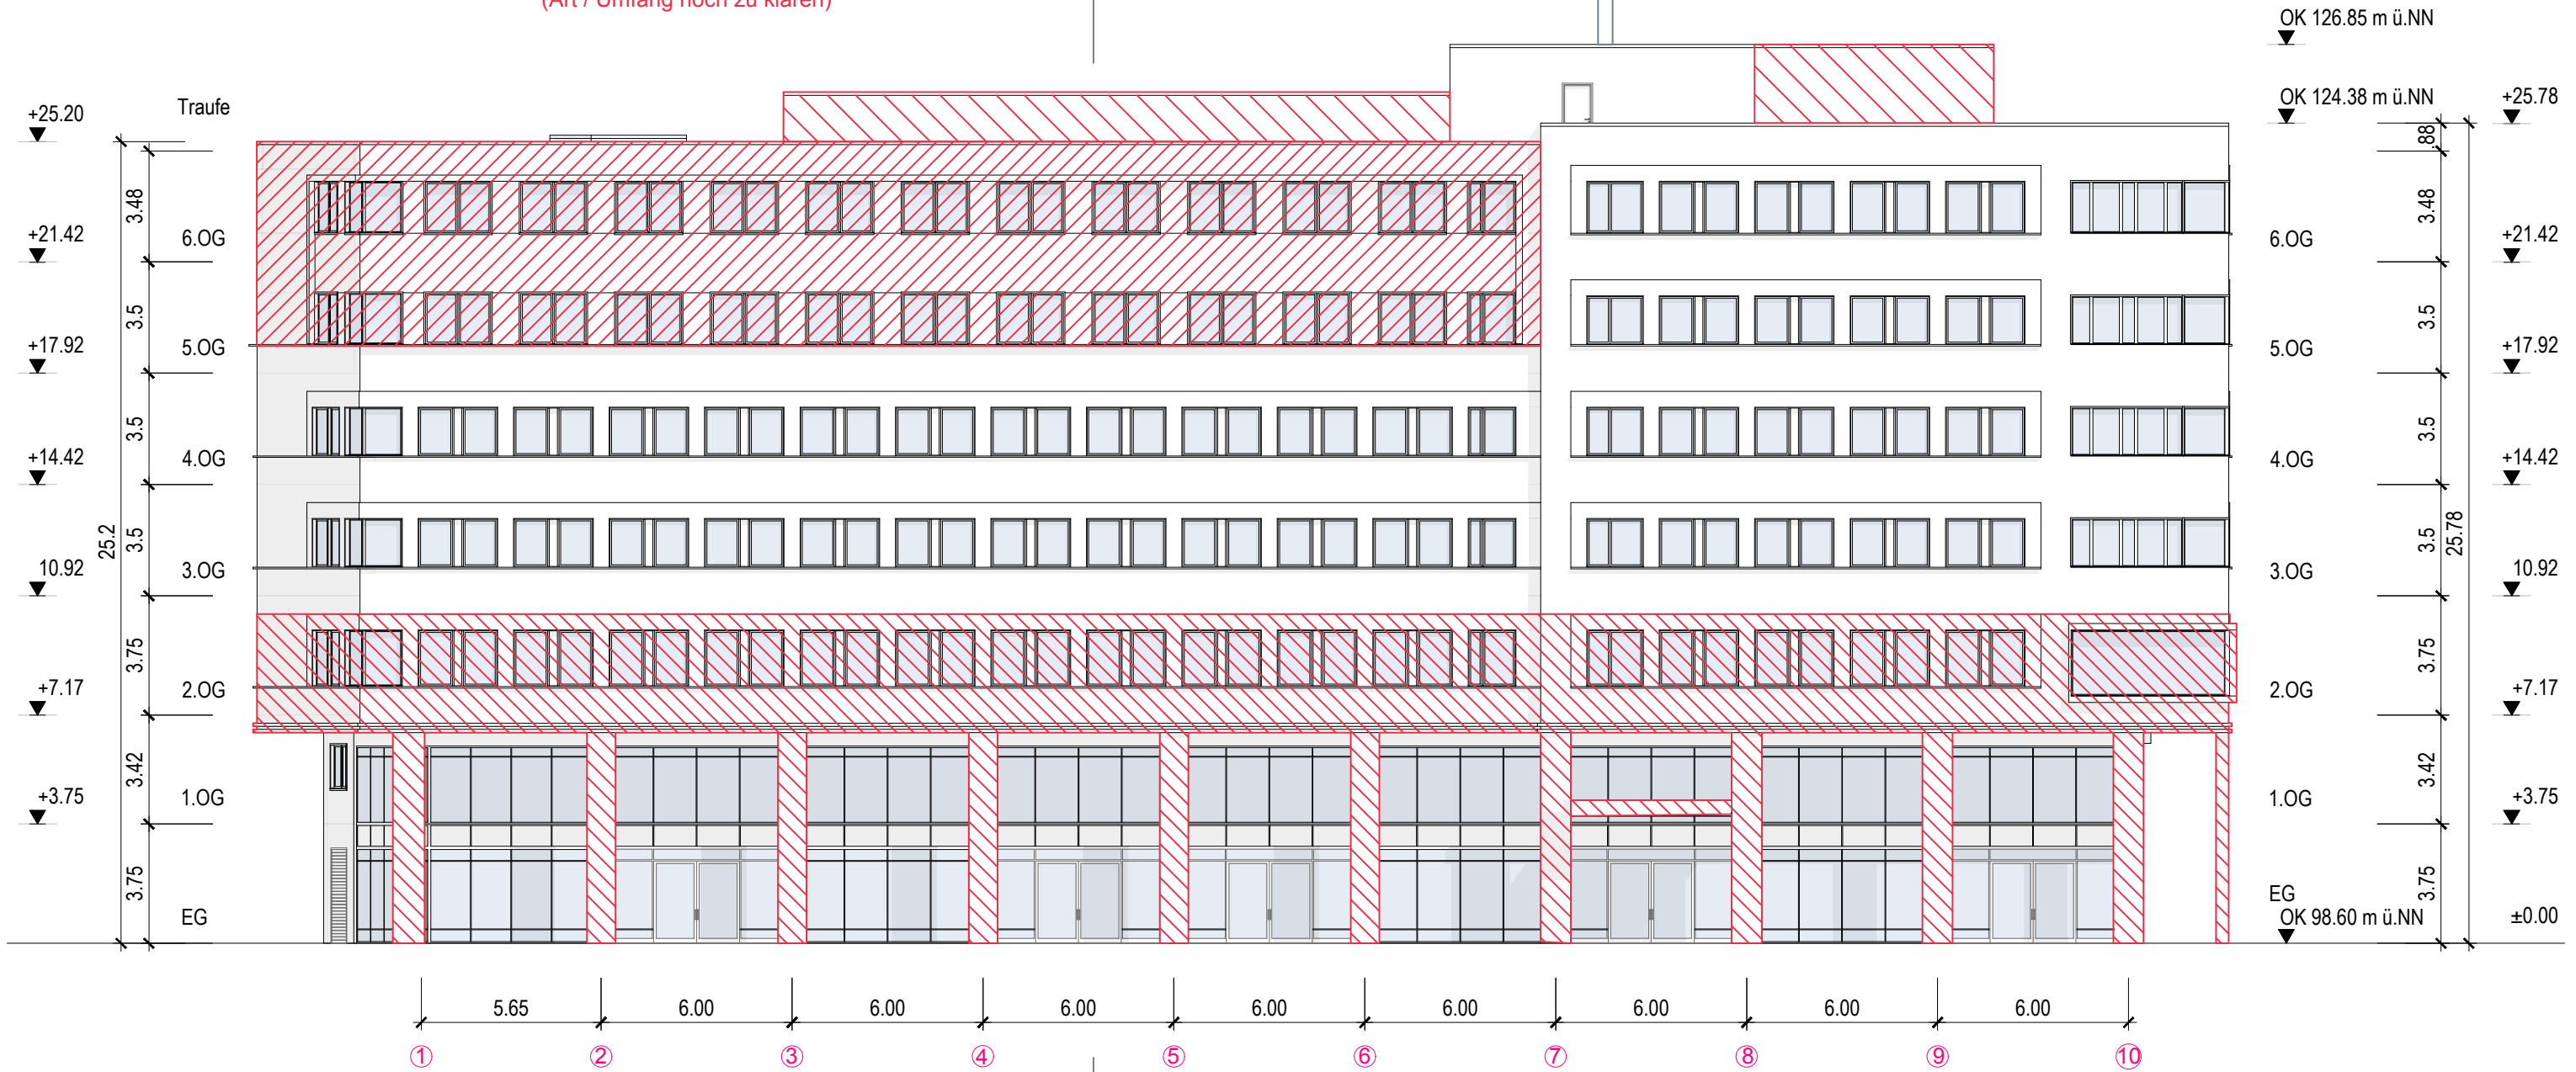 (Art / Umfang noch zu klären)
OK 126.85 m ü.NN
Traufe
+25.20
OK 124.38 m ü.NN
+25.78
.88
3.48
3.48
+21.42
6.OG
6.OG
+21.42
3.5
3.5
+17.92
5.OG
5.OG
+17.92
3.5
3.5
+14.42
4.OG
4.OG
+14.42
25.2
3.5
3.5
25.78
10.92
3.OG
3.OG
10.92
3.75
3.75
+7.17
2.OG
2.OG
+7.17
3.42
3.42
+3.75
1.OG
1.OG
+3.75
3.75
3.75
EG
EG
OK 98.60 m ü.NN
±0.00
5.65 6.00 6.00 6.00 6.00 6.00 6.00 6.00 6.00
1 2 3 4 5 6 7 8 9 10